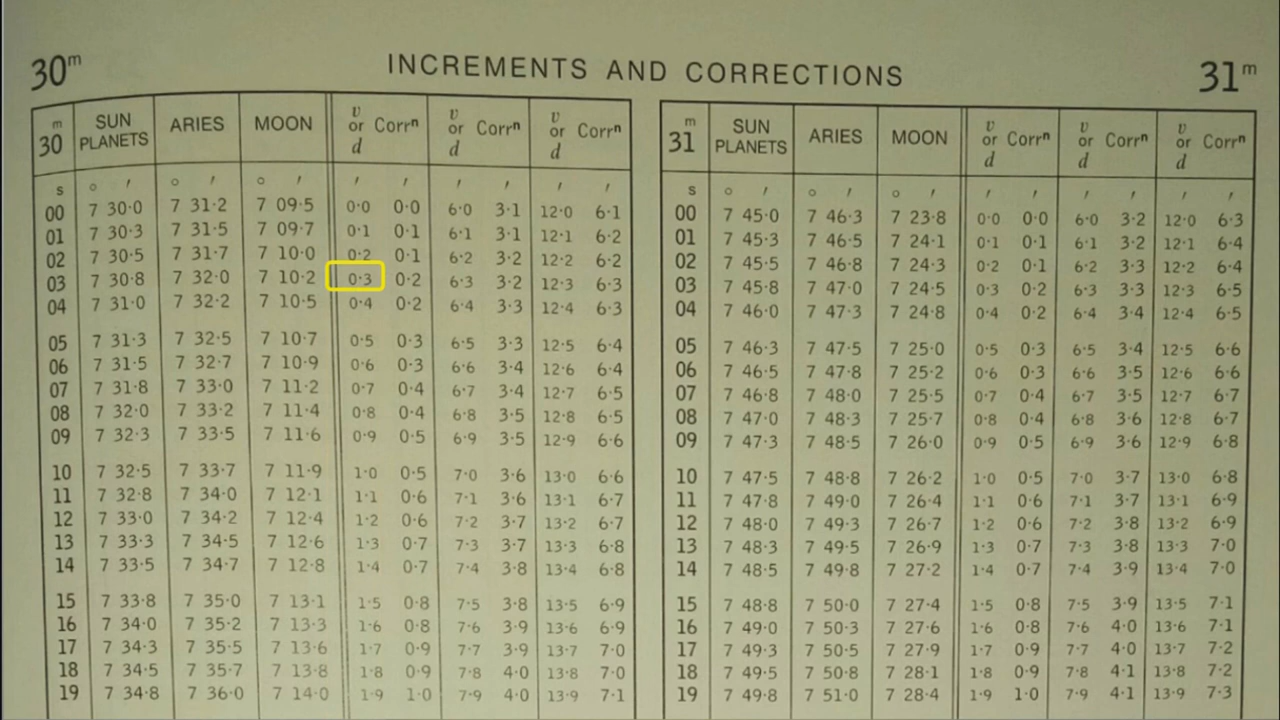 30ᵐ INCREMENTS AND CORRECTIONS 31ᵐ
m 30 SUN PLANETS ARIES MOON v or d Corrⁿ v or d Corrⁿ v or d Corrⁿ m 31 SUN PLANETS ARIES MOON v or d Corrⁿ v or d Corrⁿ v or d Corrⁿ
s ° ′ ° ′ ° ′ ′ ′ ′ ′ ′ ′ s ° ′ ° ′ ° ′ ′ ′ ′ ′ ′ ′
00 7 30·0 7 31·2 7 09·5 0·0 0·0 6·0 3·1 12·0 6·1 00 7 45·0 7 46·3 7 23·8 0·0 0·0 6·0 3·2 12·0 6·3
01 7 30·3 7 31·5 7 09·7 0·1 0·1 6·1 3·1 12·1 6·2 01 7 45·3 7 46·5 7 24·1 0·1 0·1 6·1 3·2 12·1 6·4
02 7 30·5 7 31·7 7 10·0 0·2 0·1 6·2 3·2 12·2 6·2 02 7 45·5 7 46·8 7 24·3 0·2 0·1 6·2 3·3 12·2 6·4
03 7 30·8 7 32·0 7 10·2 0·3 0·2 6·3 3·2 12·3 6·3 03 7 45·8 7 47·0 7 24·5 0·3 0·2 6·3 3·3 12·3 6·5
04 7 31·0 7 32·2 7 10·5 0·4 0·2 6·4 3·3 12·4 6·3 04 7 46·0 7 47·3 7 24·8 0·4 0·2 6·4 3·4 12·4 6·5
05 7 31·3 7 32·5 7 10·7 0·5 0·3 6·5 3·3 12·5 6·4 05 7 46·3 7 47·5 7 25·0 0·5 0·3 6·5 3·4 12·5 6·6
06 7 31·5 7 32·7 7 10·9 0·6 0·3 6·6 3·4 12·6 6·4 06 7 46·5 7 47·8 7 25·2 0·6 0·3 6·6 3·5 12·6 6·6
07 7 31·8 7 33·0 7 11·2 0·7 0·4 6·7 3·4 12·7 6·5 07 7 46·8 7 48·0 7 25·5 0·7 0·4 6·7 3·5 12·7 6·7
08 7 32·0 7 33·2 7 11·4 0·8 0·4 6·8 3·5 12·8 6·5 08 7 47·0 7 48·3 7 25·7 0·8 0·4 6·8 3·6 12·8 6·7
09 7 32·3 7 33·5 7 11·6 0·9 0·5 6·9 3·5 12·9 6·6 09 7 47·3 7 48·5 7 26·0 0·9 0·5 6·9 3·6 12·9 6·8
10 7 32·5 7 33·7 7 11·9 1·0 0·5 7·0 3·6 13·0 6·6 10 7 47·5 7 48·8 7 26·2 1·0 0·5 7·0 3·7 13·0 6·8
11 7 32·8 7 34·0 7 12·1 1·1 0·6 7·1 3·6 13·1 6·7 11 7 47·8 7 49·0 7 26·4 1·1 0·6 7·1 3·7 13·1 6·9
12 7 33·0 7 34·2 7 12·4 1·2 0·6 7·2 3·7 13·2 6·7 12 7 48·0 7 49·3 7 26·7 1·2 0·6 7·2 3·8 13·2 6·9
13 7 33·3 7 34·5 7 12·6 1·3 0·7 7·3 3·7 13·3 6·8 13 7 48·3 7 49·5 7 26·9 1·3 0·7 7·3 3·8 13·3 7·0
14 7 33·5 7 34·7 7 12·8 1·4 0·7 7·4 3·8 13·4 6·8 14 7 48·5 7 49·8 7 27·2 1·4 0·7 7·4 3·9 13·4 7·0
15 7 33·8 7 35·0 7 13·1 1·5 0·8 7·5 3·8 13·5 6·9 15 7 48·8 7 50·0 7 27·4 1·5 0·8 7·5 3·9 13·5 7·1
16 7 34·0 7 35·2 7 13·3 1·6 0·8 7·6 3·9 13·6 6·9 16 7 49·0 7 50·3 7 27·6 1·6 0·8 7·6 4·0 13·6 7·1
17 7 34·3 7 35·5 7 13·6 1·7 0·9 7·7 3·9 13·7 7·0 17 7 49·3 7 50·5 7 27·9 1·7 0·9 7·7 4·0 13·7 7·2
18 7 34·5 7 35·7 7 13·8 1·8 0·9 7·8 4·0 13·8 7·0 18 7 49·5 7 50·8 7 28·1 1·8 0·9 7·8 4·1 13·8 7·2
19 7 34·8 7 36·0 7 14·0 1·9 1·0 7·9 4·0 13·9 7·1 19 7 49·8 7 51·0 7 28·4 1·9 1·0 7·9 4·1 13·9 7·3